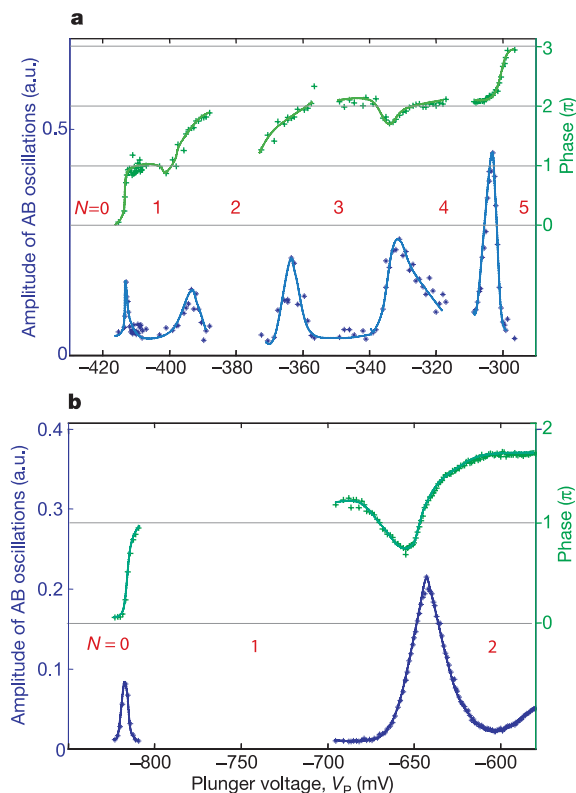 a
Amplitude of AB oscillations (a.u.)
0.5
0
3
2
1
0
Phase (π)
N=0 1 2 3 4 5
−420 −400 −380 −360 −340 −320 −300
b
Amplitude of AB oscillations (a.u.)
0.4
0.3
0.2
0.1
0
2
1
0
Phase (π)
N = 0 1 2
−800 −750 −700 −650 −600
Plunger voltage, VP (mV)